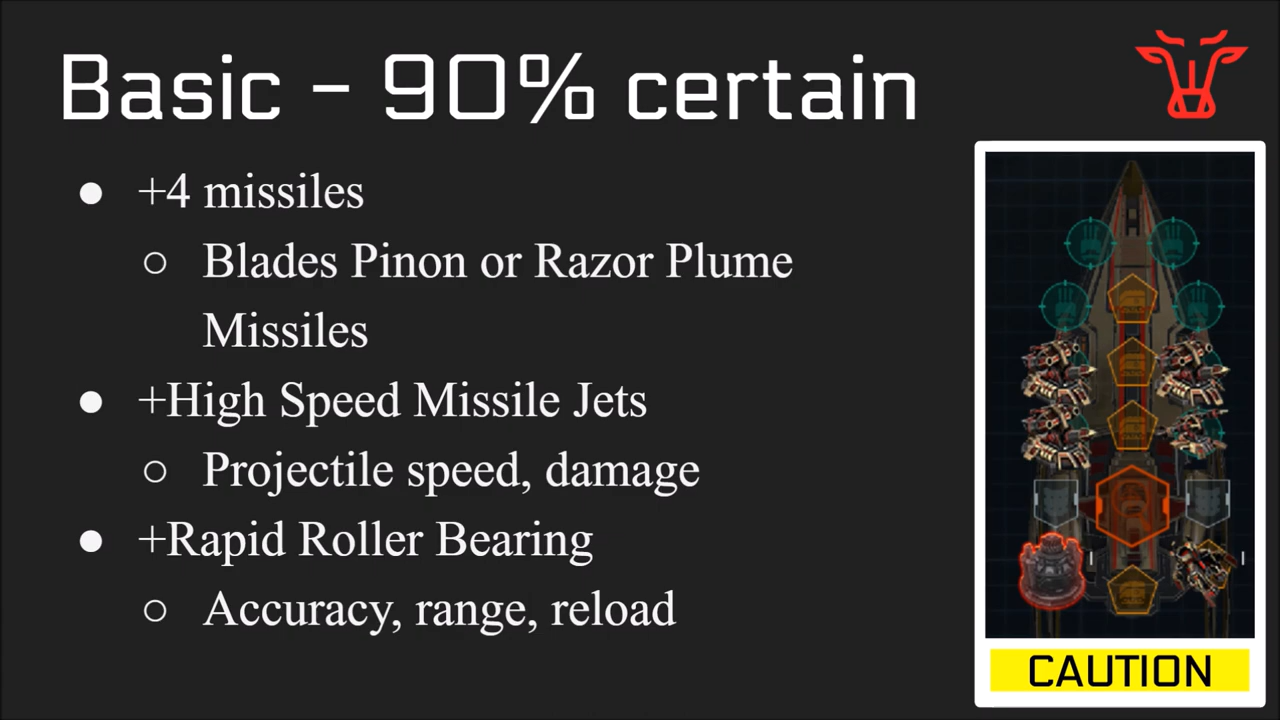 Basic - 90% certain
● +4 missiles
○ Blades Pinon or Razor Plume
Missiles
● +High Speed Missile Jets
○ Projectile speed, damage
● +Rapid Roller Bearing
○ Accuracy, range, reload
CAUTION